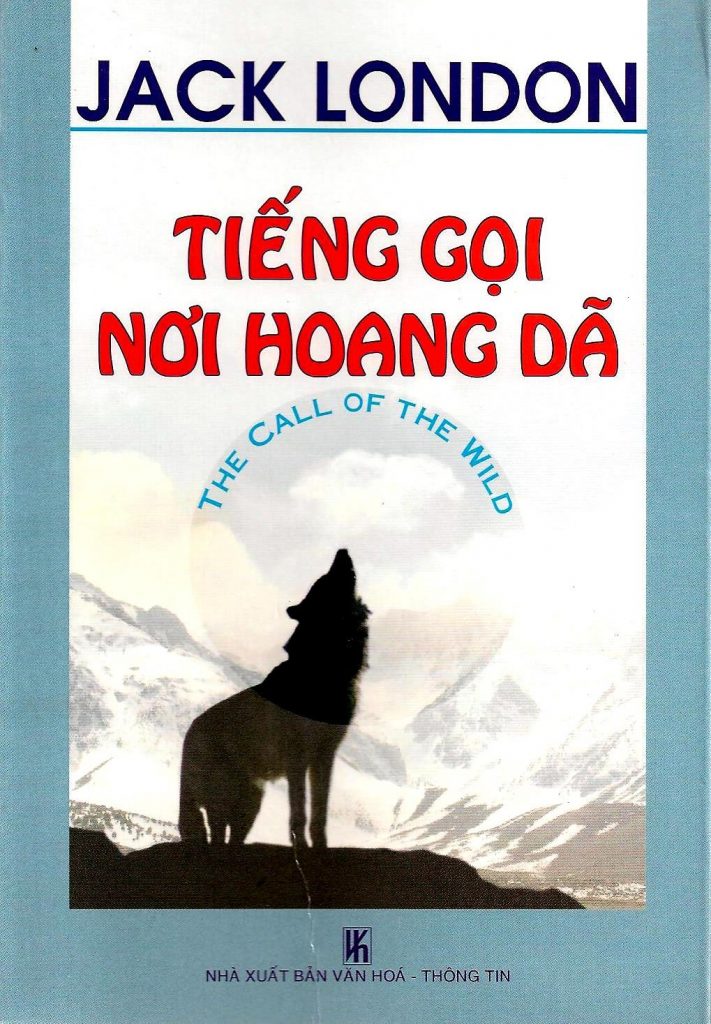 JACK LONDON
TIẾNG GỌI
NƠI HOANG DÃ
THE CALL OF THE WILD
NHÀ XUẤT BẢN VĂN HOÁ - THÔNG TIN